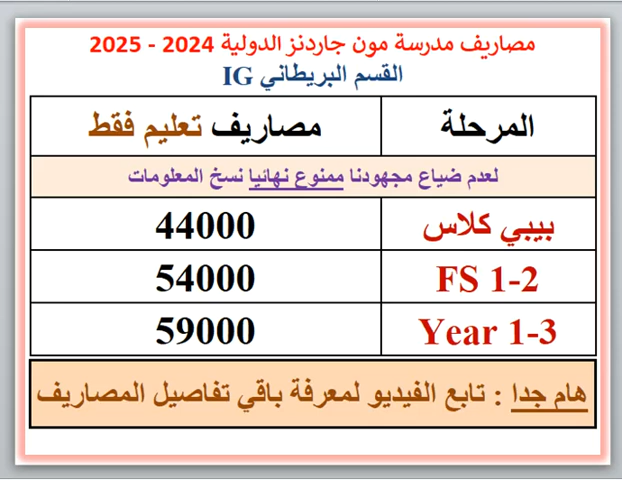 مصاريف مدرسة مون جاردنز الدولية 2024 - 2025
القسم البريطاني IG
المرحلة مصاريف تعليم فقط
لعدم ضياع مجهودنا ممنوع نهائيا نسخ المعلومات
بيبي كلاس 44000
FS 1-2 54000
Year 1-3 59000
هام جدا : تابع الفيديو لمعرفة باقي تفاصيل المصاريف